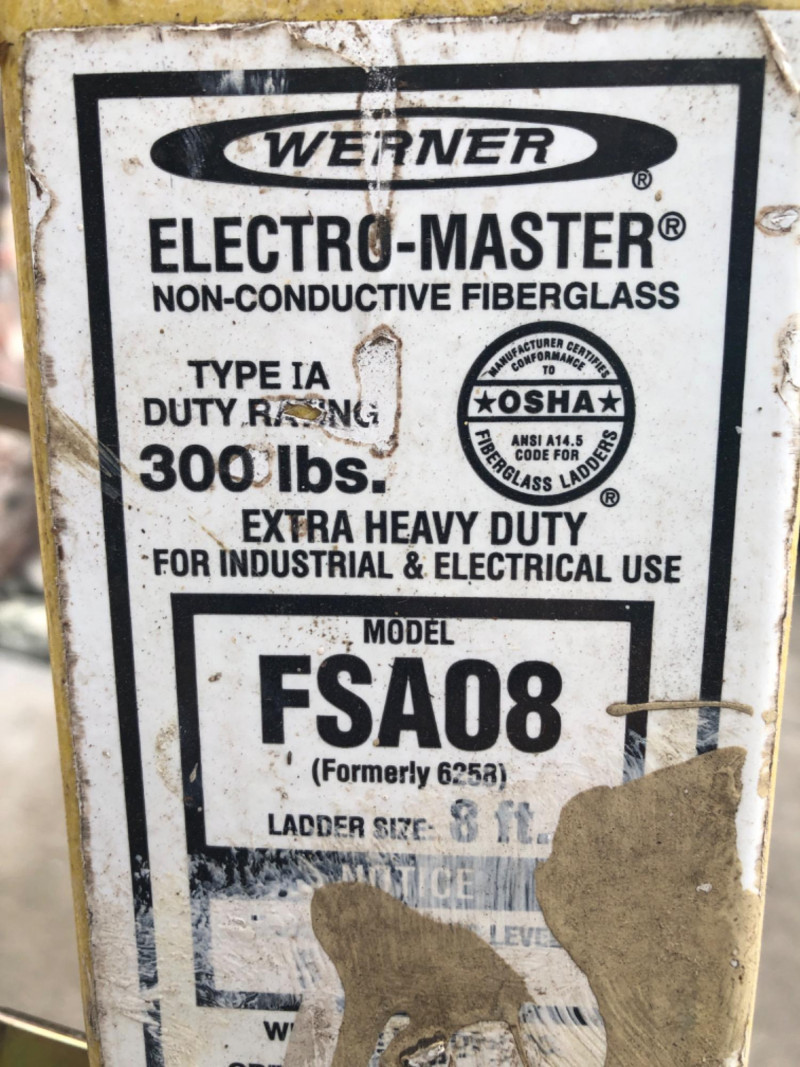 WERNER®
ELECTRO-MASTER®
NON-CONDUCTIVE FIBERGLASS
TYPE IA
DUTY RATING
300 lbs.
MANUFACTURER CERTIFIES
CONFORMANCE
TO
★OSHA★
ANSI A14.5
CODE FOR
FIBERGLASS LADDERS
®
EXTRA HEAVY DUTY
FOR INDUSTRIAL & ELECTRICAL USE
MODEL
FSA08
(Formerly 6258)
LADDER SIZE: 8 ft.
NOTICE